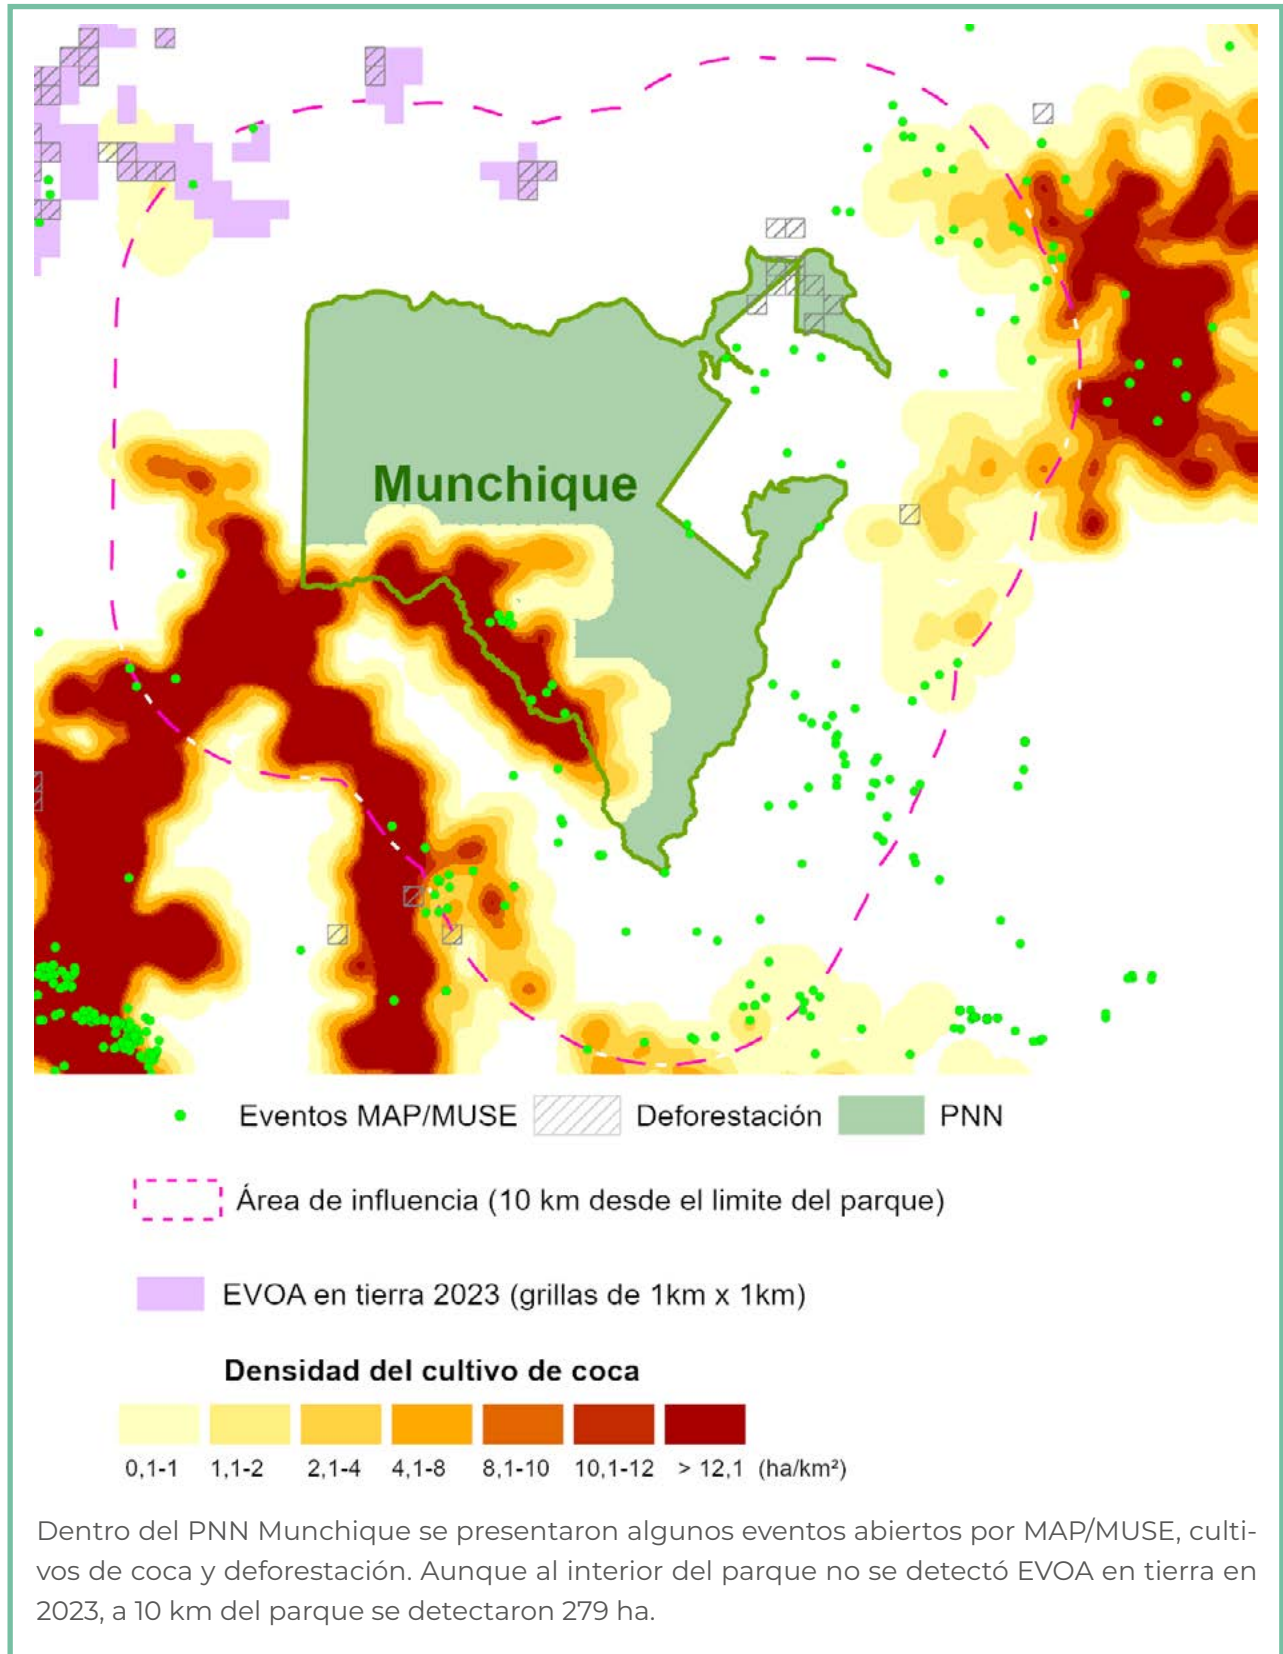 Munchique
Eventos MAP/MUSE Deforestación PNN
Área de influencia (10 km desde el limite del parque)
EVOA en tierra 2023 (grillas de 1km x 1km)
Densidad del cultivo de coca
0,1-1 1,1-2 2,1-4 4,1-8 8,1-10 10,1-12 > 12,1 (ha/km²)
Dentro del PNN Munchique se presentaron algunos eventos abiertos por MAP/MUSE, culti-
vos de coca y deforestación. Aunque al interior del parque no se detectó EVOA en tierra en
2023, a 10 km del parque se detectaron 279 ha.